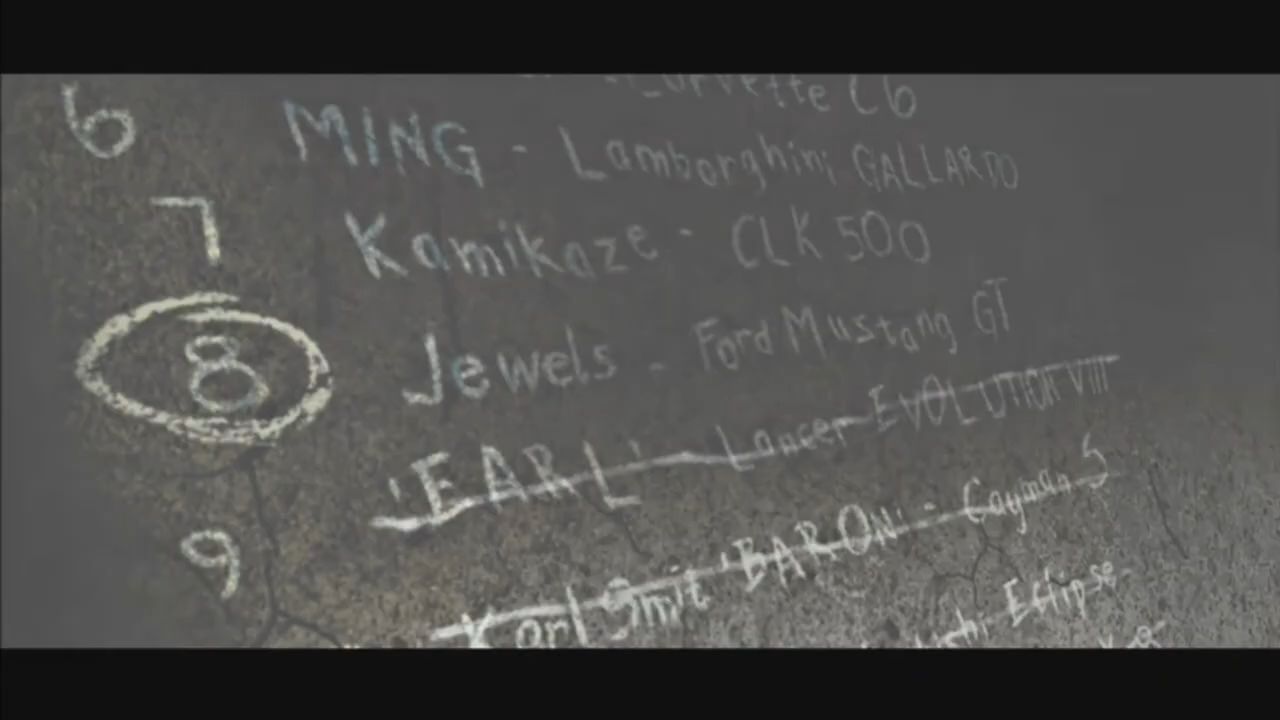 Corvette C6
6 MING - Lamborghini GALLARDO
7 Kamikaze - CLK 500
8 Jewels - Ford Mustang GT
'EARL' - Lancer EVOLUTION VIII
9 Karl Smit 'BARON' - Cayman S
Eclipse